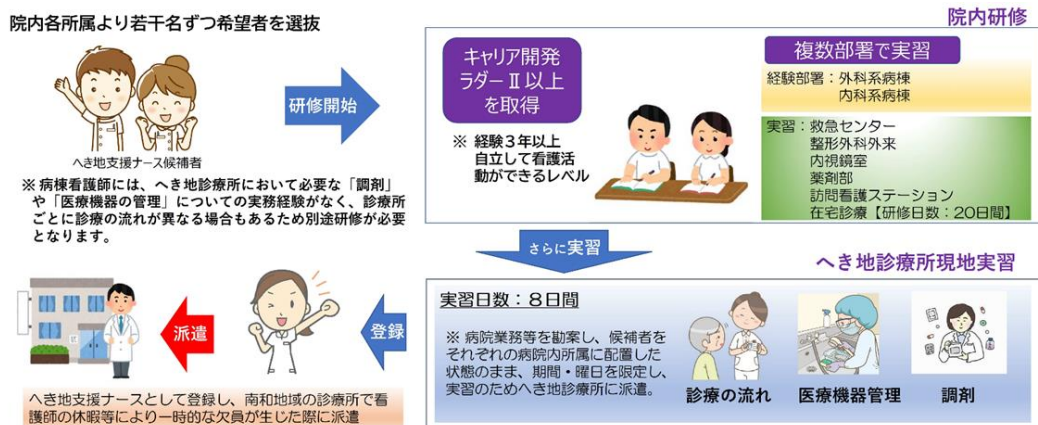 院内各所属より若干名ずつ希望者を選抜
へき地支援ナース候補者
研修開始
※ 病棟看護師には、へき地診療所において必要な「調剤」
や「医療機器の管理」についての実務経験がなく、診療所
ごとに診療の流れが異なる場合もあるため別途研修が必要
となります。
院内研修
キャリア開発
ラダーⅡ以上
を取得
※ 経験3年以上
自立して看護活
動ができるレベル
複数部署で実習
経験部署:外科系病棟
内科系病棟
実習:救急センター
整形外科外来
内視鏡室
薬剤部
訪問看護ステーション
在宅診療【研修日数:20日間】
さらに実習
へき地診療所現地実習
実習日数:8日間
※ 病院業務等を勘案し、候補者を
それぞれの病院内所属に配置した
状態のまま、期間・曜日を限定し、
実習のためへき地診療所に派遣。
診療の流れ
医療機器管理
調剤
登録
派遣
へき地支援ナースとして登録し、南和地域の診療所で看
護師の休暇等により一時的な欠員が生じた際に派遣